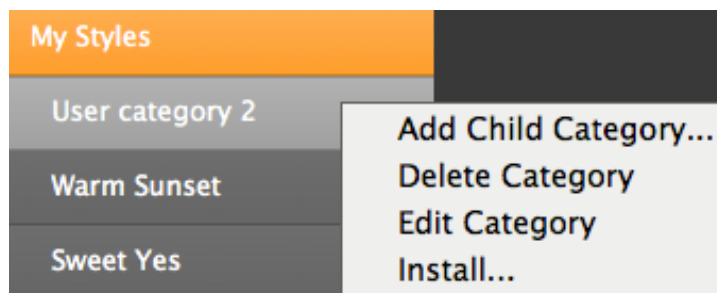 My Styles
User category 2
Warm Sunset
Sweet Yes
Add Child Category...
Delete Category
Edit Category
Install...